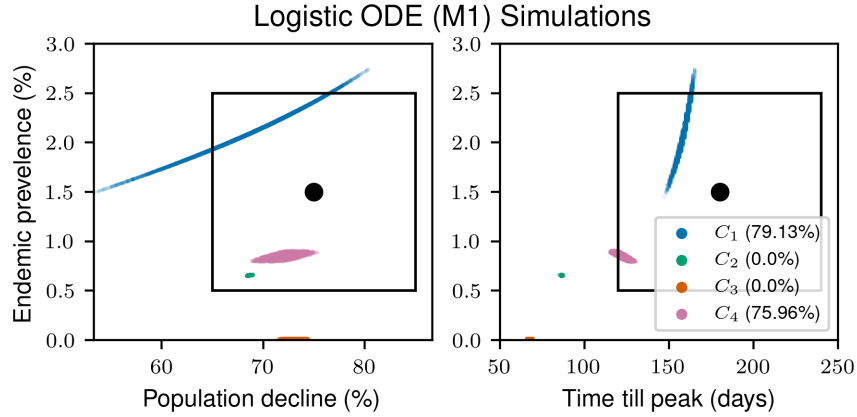 Logistic ODE (M1) Simulations
Endemic prevelence (%)
3.0
2.5
2.0
1.5
1.0
0.5
0.0
60
70
80
Population decline (%)
3.0
2.5
2.0
1.5
1.0
0.5
0.0
50
100
150
200
250
Time till peak (days)
C1 (79.13%)
C2 (0.0%)
C3 (0.0%)
C4 (75.96%)